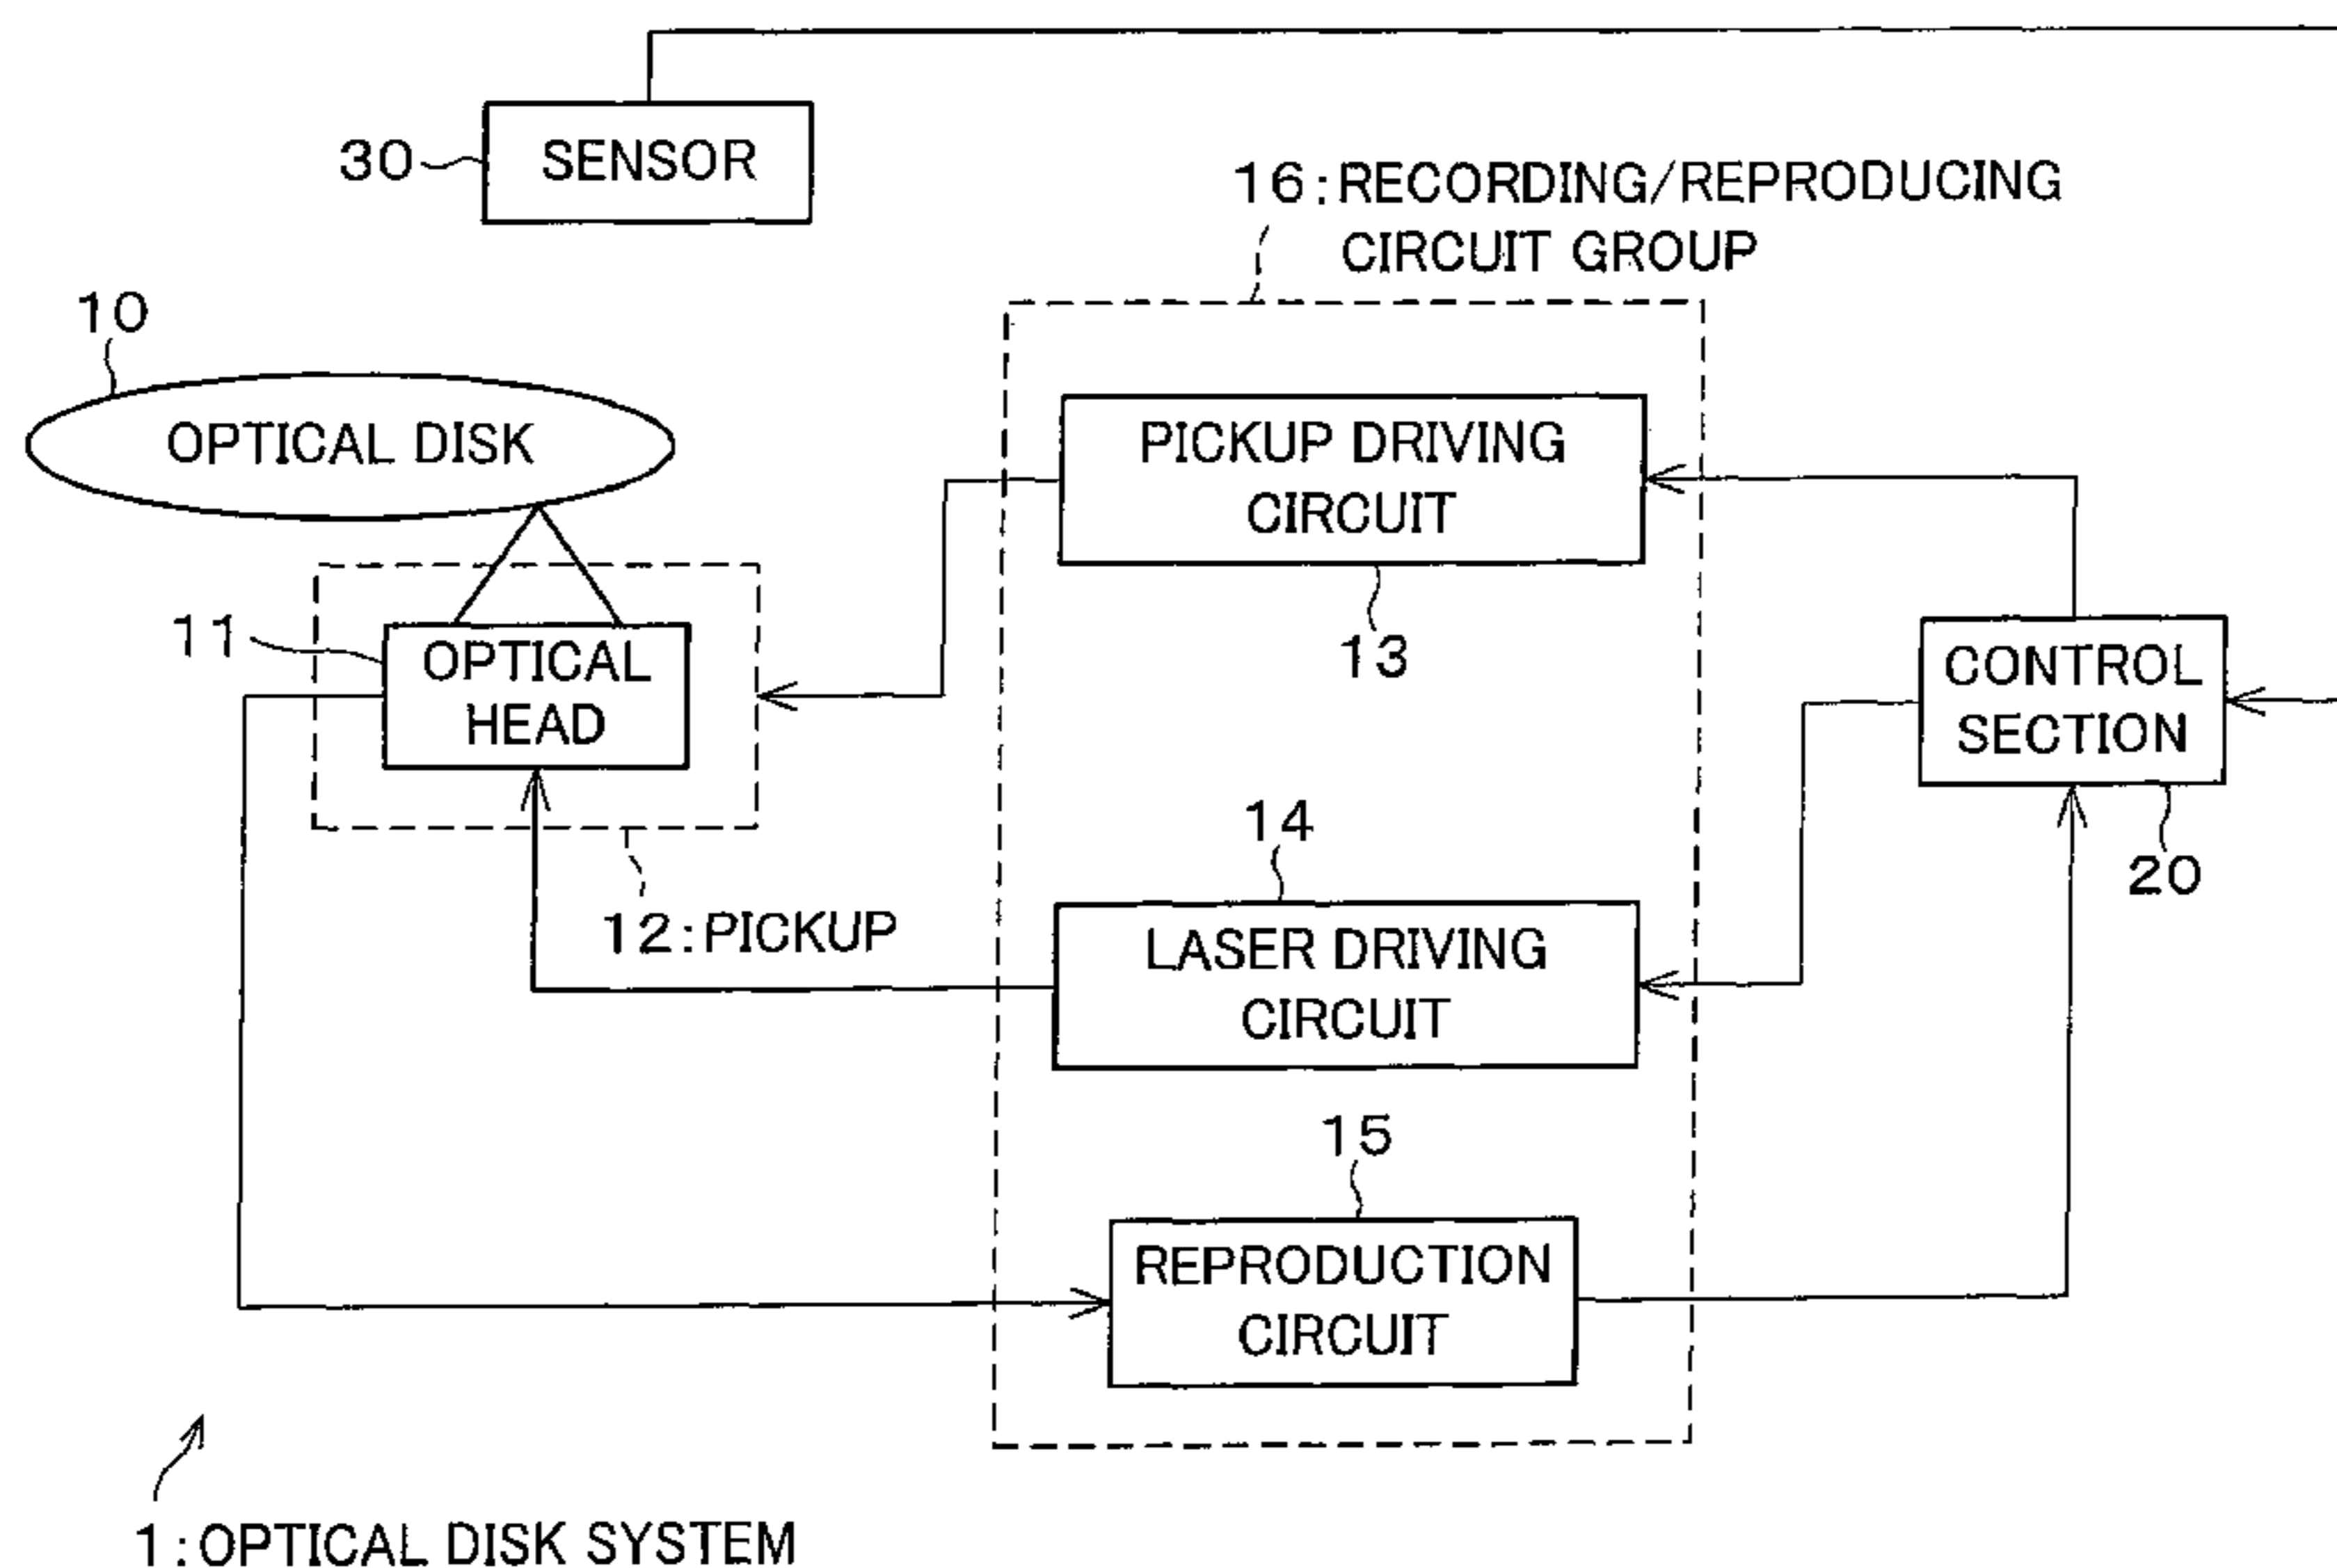 30
SENSOR
16:RECORDING/REPRODUCING
CIRCUIT GROUP
10
OPTICAL DISK
PICKUP DRIVING
CIRCUIT
13
11
OPTICAL
HEAD
CONTROL
SECTION
20
12:PICKUP
14
LASER DRIVING
CIRCUIT
15
REPRODUCTION
CIRCUIT
1:OPTICAL DISK SYSTEM